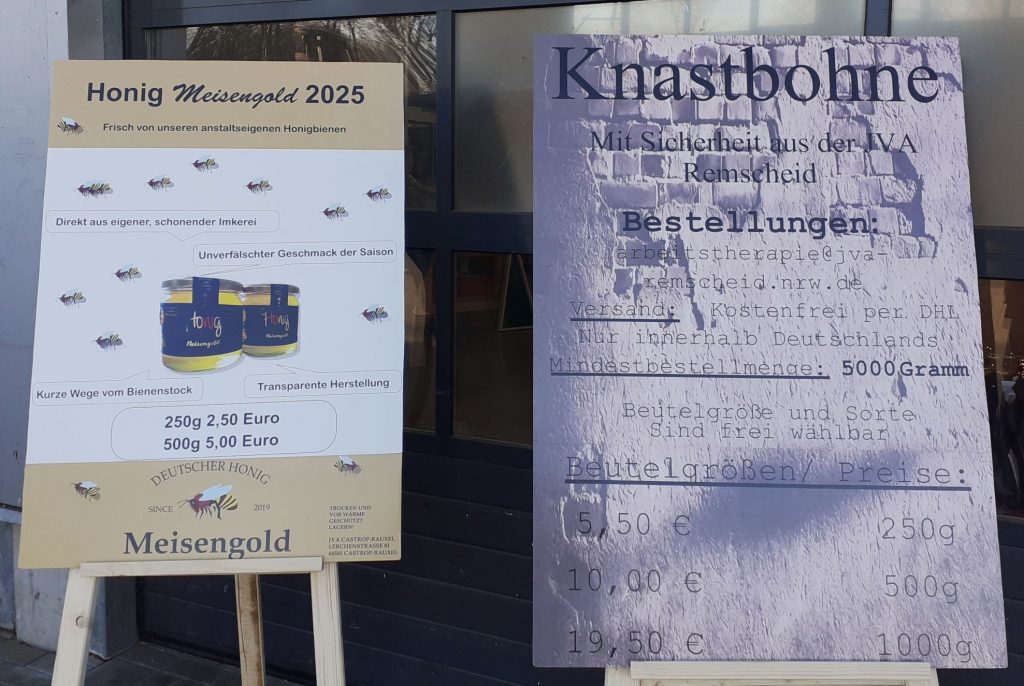 Honig Meisengold 2025
Frisch von unseren anstaltseigenen Honigbienen
Direkt aus eigener, schonender Imkerei
Unverfälschter Geschmack der Saison
Honig
Meisengold
Honig
Meisengold
Kurze Wege vom Bienenstock
Transparente Herstellung
250g 2,50 Euro
500g 5,00 Euro
DEUTSCHER HONIG
SINCE 2019
Meisengold
TROCKEN UND
VOR WÄRME
GESCHÜTZT
LAGERN:
JVA CASTROP-RAUXEL
LERCHENSTRASSE 81
44581 CASTROP-RAUXEL
Knastbohne
Mit Sicherheit aus der JVA
Remscheid
Bestellungen:
arbeitstherapie@jva-
remscheid.nrw.de
Versand: Kostenfrei per DHL
Nur innerhalb Deutschlands
Mindestbestellmenge: 5000Gramm
Beutelgröße und Sorte
Sind frei wählbar
Beutelgrößen/ Preise:
5,50 € 250g
10,00 € 500g
19,50 € 1000g